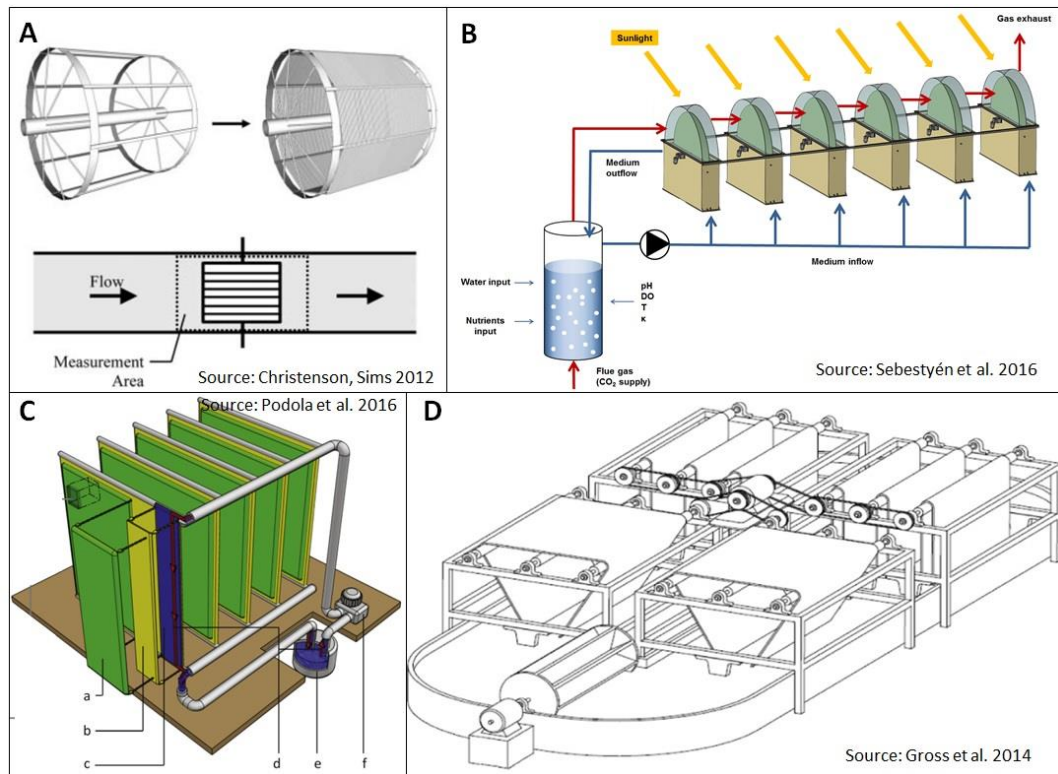 A
Flow
Measurement
Area
Source: Christenson, Sims 2012
B
Sunlight
Gas exhaust
Medium
outflow
Medium inflow
Water input
Nutrients
input
pH
DO
T
κ
Flue gas
(CO₂ supply)
Source: Sebestyén et al. 2016
C
Source: Podola et al. 2016
a
b
c
d
e
f
D
Source: Gross et al. 2014